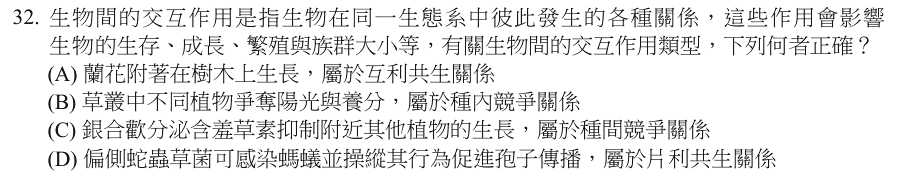 32. 生物間的交互作用是指生物在同一生態系中彼此發生的各種關係，這些作用會影響
生物的生存、成長、繁殖與族群大小等，有關生物間的交互作用類型，下列何者正確？
(A) 蘭花附著在樹木上生長，屬於互利共生關係
(B) 草叢中不同植物爭奪陽光與養分，屬於種內競爭關係
(C) 銀合歡分泌含羞草素抑制附近其他植物的生長，屬於種間競爭關係
(D) 偏側蛇蟲草菌可感染螞蟻並操縱其行為促進孢子傳播，屬於片利共生關係